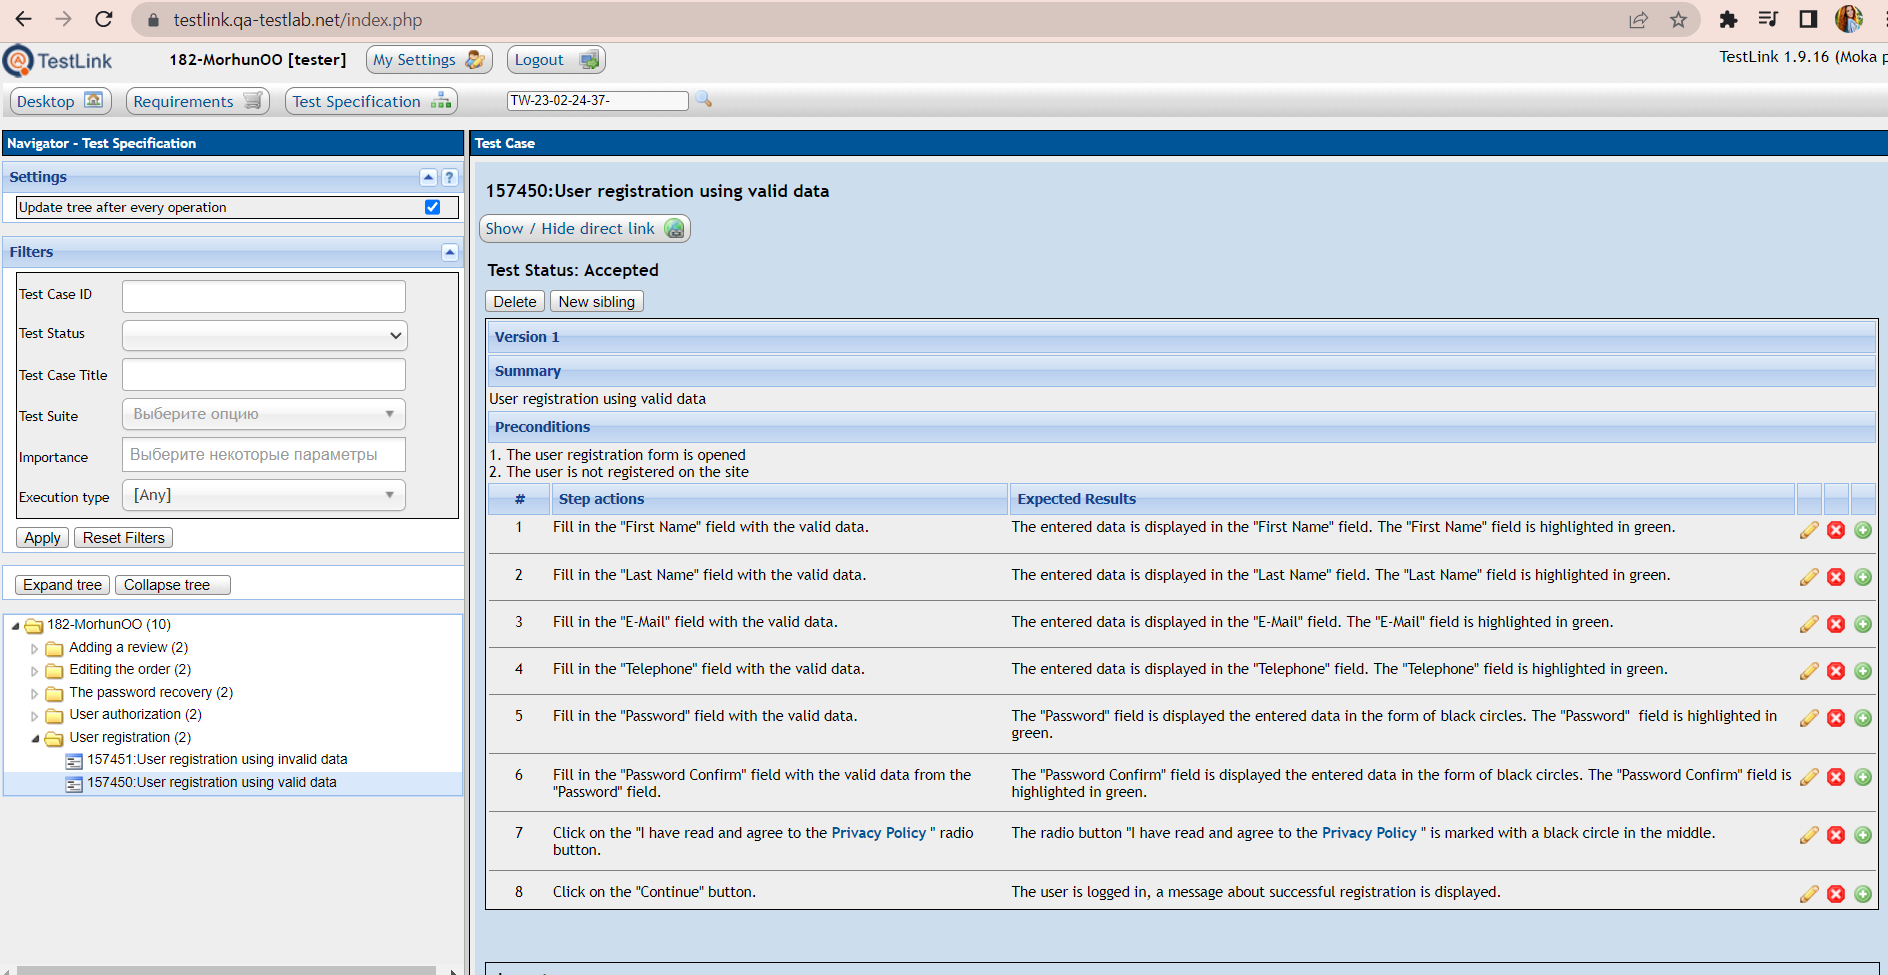 testlink.qa-testlab.net/index.php
TestLink
182-MorhunOO [tester]
My Settings
Logout
TestLink 1.9.16 (Moka p
Desktop
Requirements
Test Specification
TW-23-02-24-37-
Navigator - Test Specification
Settings
Update tree after every operation
Filters
Test Case ID
Test Status
Test Case Title
Test Suite
Выберите опцию
Importance
Выберите некоторые параметры
Execution type
[Any]
Apply
Reset Filters
Expand tree
Collapse tree
182-MorhunOO (10)
Adding a review (2)
Editing the order (2)
The password recovery (2)
User authorization (2)
User registration (2)
157451:User registration using invalid data
157450:User registration using valid data
Test Case
157450:User registration using valid data
Show / Hide direct link
Test Status: Accepted
Delete
New sibling
Version 1
Summary
User registration using valid data
Preconditions
1. The user registration form is opened
2. The user is not registered on the site
# Step actions Expected Results
1 Fill in the "First Name" field with the valid data. The entered data is displayed in the "First Name" field. The "First Name" field is highlighted in green.
2 Fill in the "Last Name" field with the valid data. The entered data is displayed in the "Last Name" field. The "Last Name" field is highlighted in green.
3 Fill in the "E-Mail" field with the valid data. The entered data is displayed in the "E-Mail" field. The "E-Mail" field is highlighted in green.
4 Fill in the "Telephone" field with the valid data. The entered data is displayed in the "Telephone" field. The "Telephone" field is highlighted in green.
5 Fill in the "Password" field with the valid data. The "Password" field is displayed the entered data in the form of black circles. The "Password" field is highlighted in
green.
6 Fill in the "Password Confirm" field with the valid data from the The "Password Confirm" field is displayed the entered data in the form of black circles. The "Password Confirm" field is
"Password" field. highlighted in green.
7 Click on the "I have read and agree to the Privacy Policy " radio The radio button "I have read and agree to the Privacy Policy " is marked with a black circle in the middle.
button.
8 Click on the "Continue" button. The user is logged in, a message about successful registration is displayed.